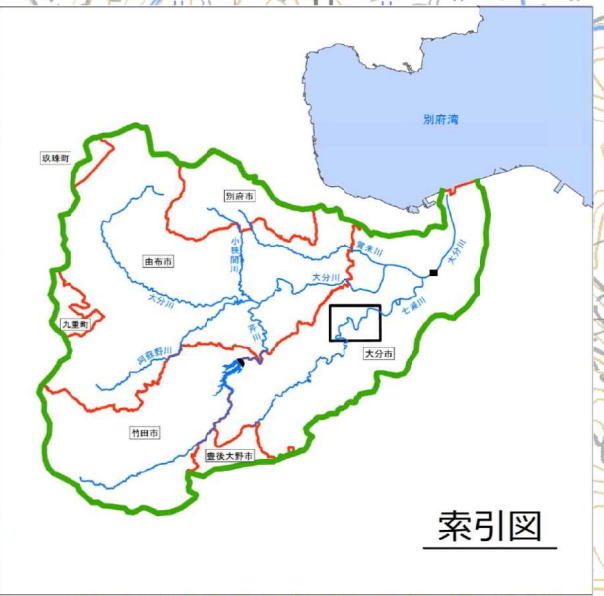 別府湾
玖珠町
別府市
賀来川
小狭間川
大分川
由布市
大分川
大分川
七瀬川
九重町
芹川
阿蘇野川
大分市
竹田市
豊後大野市
索引図